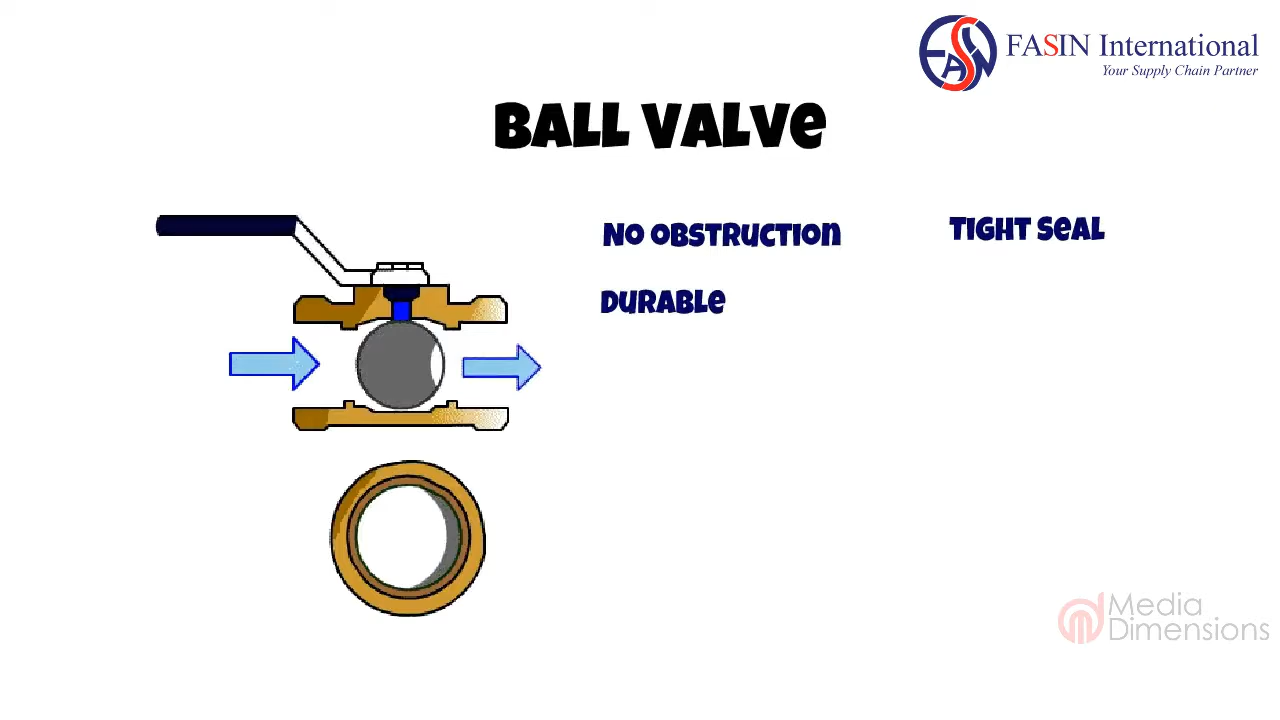 FASIN International
Your Supply Chain Partner
BALL VALVE
NO OBSTRUCTION
TIGHT SEAL
DURABLE
Media
Dimensions